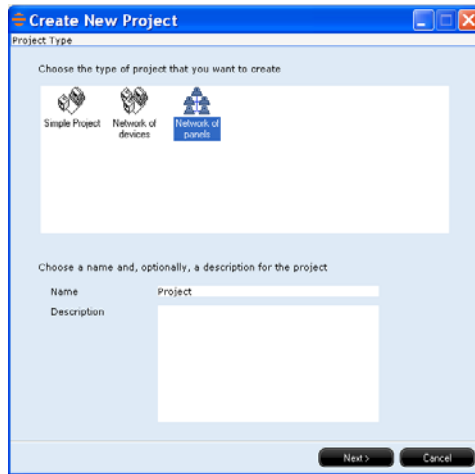 Create New Project
Project Type
Choose the type of project that you want to create
Simple Project
Network of
devices
Network of
panels
Choose a name and, optionally, a description for the project
Name
Project
Description
Next >
Cancel